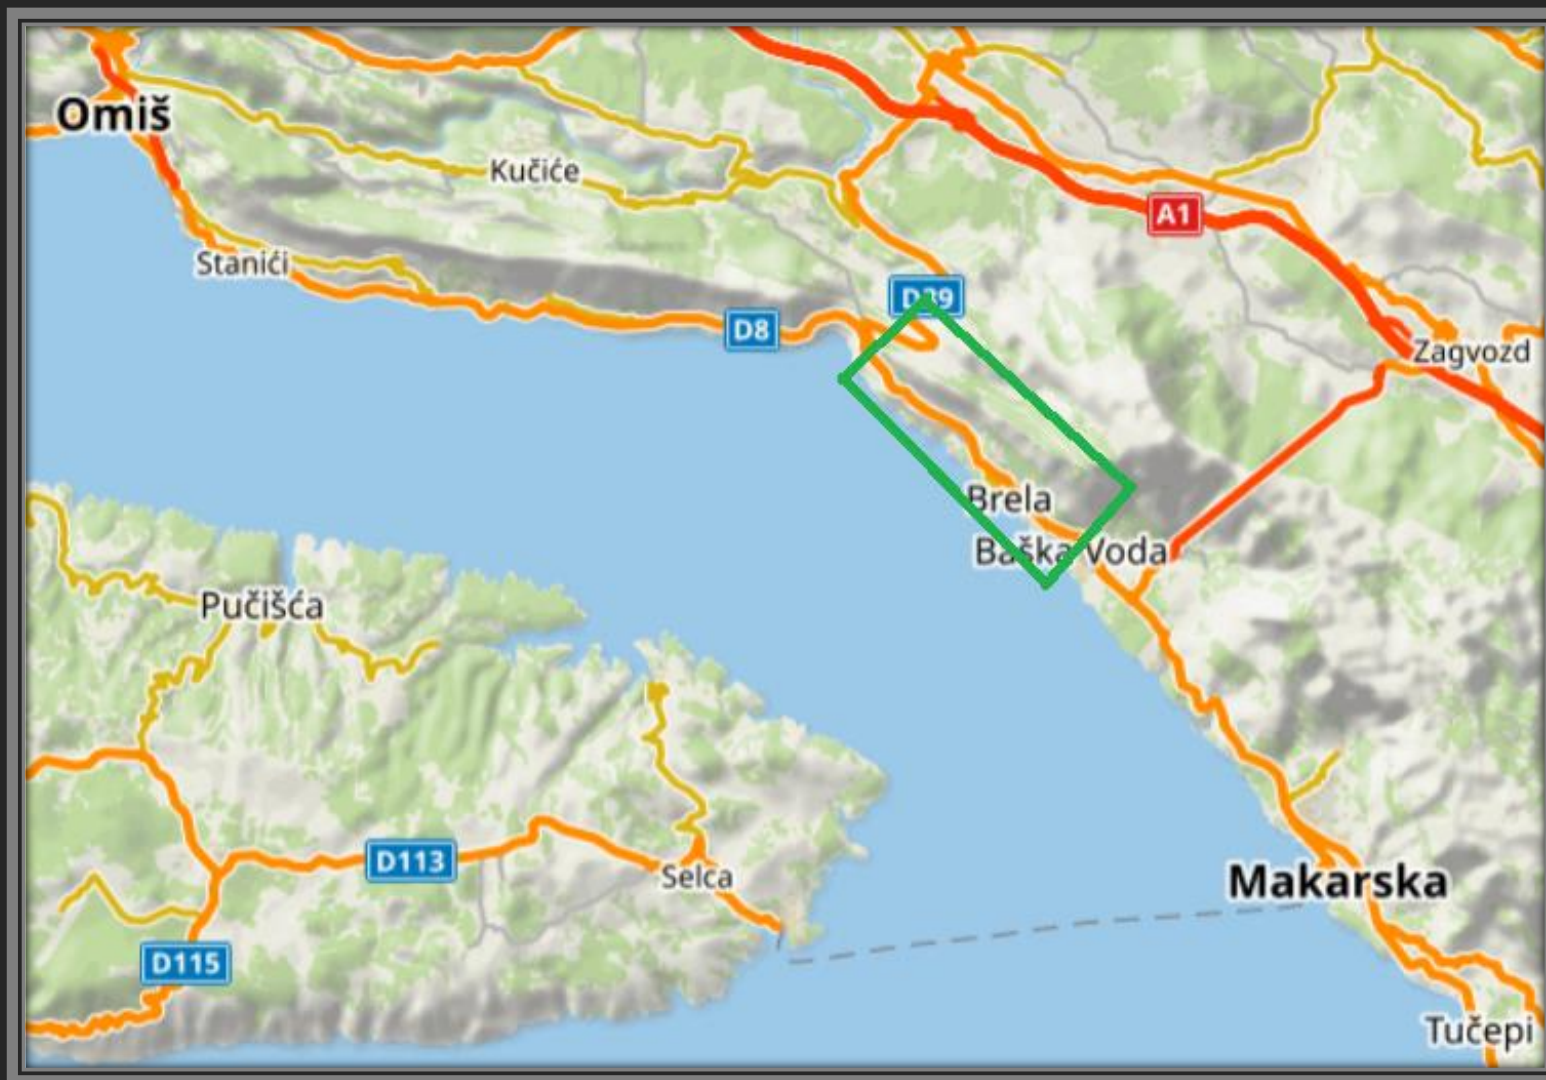 Omiš
Kučiće
A1
Stanići
D39
D8
Zagvozd
Brela
Baška Voda
Pučišća
D113
Selca
Makarska
D115
Tučepi